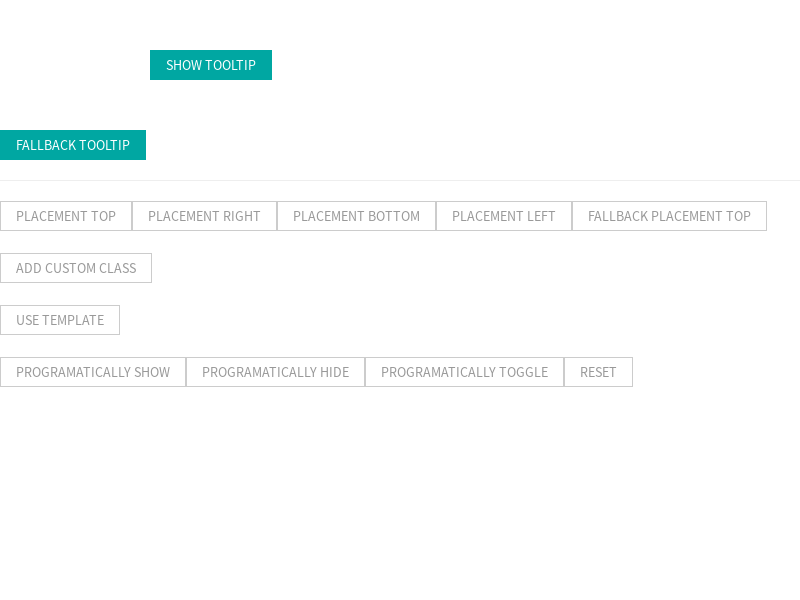 SHOW TOOLTIP
FALLBACK TOOLTIP
PLACEMENT TOP PLACEMENT RIGHT PLACEMENT BOTTOM PLACEMENT LEFT FALLBACK PLACEMENT TOP
ADD CUSTOM CLASS
USE TEMPLATE
PROGRAMATICALLY SHOW PROGRAMATICALLY HIDE PROGRAMATICALLY TOGGLE RESET